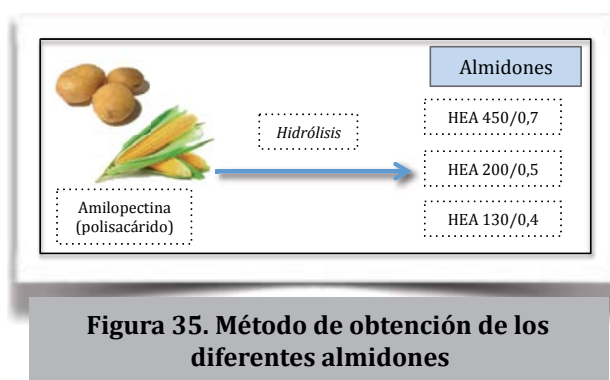 Almidones
Hidrólisis
HEA 450/0,7
HEA 200/0,5
HEA 130/0,4
Amilopectina
(polisacárido)
Figura 35. Método de obtención de los
diferentes almidones